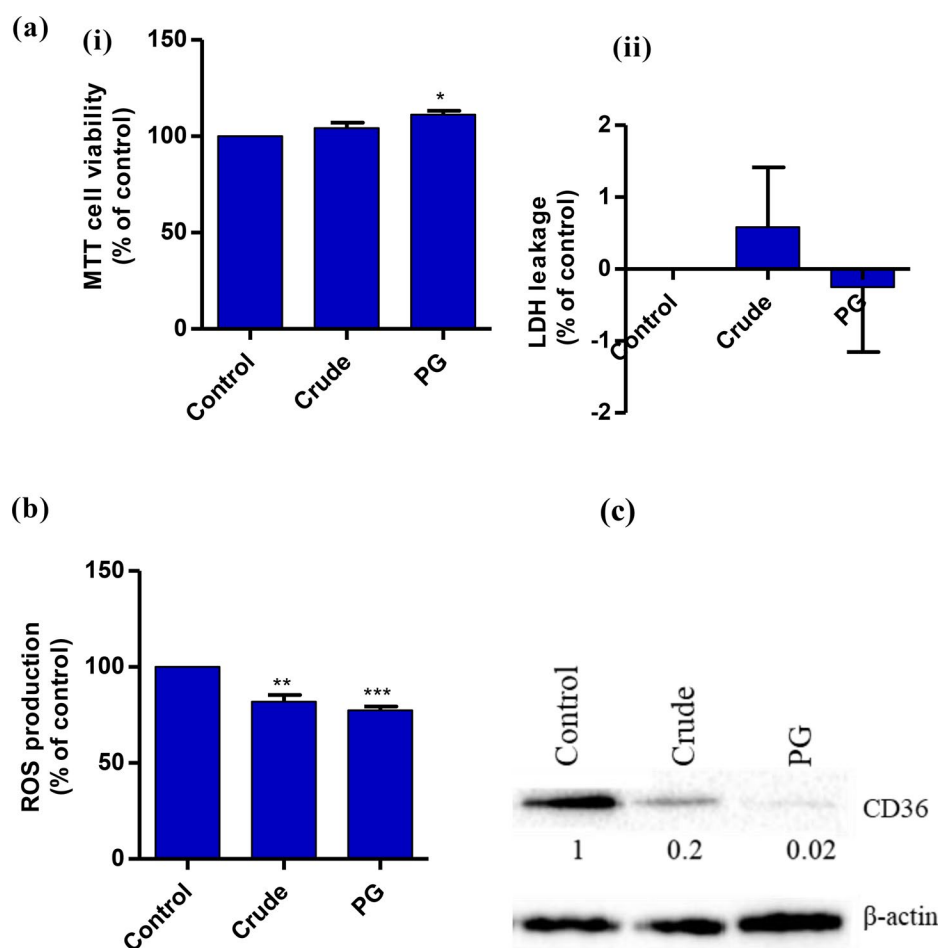 (a)
(i)
MTT cell viability
(% of control)
150
100
50
0
*
Control
Crude
PG
(ii)
LDH leakage
(% of control)
2
1
0
-1
-2
Control
Crude
PG
(b)
ROS production
(% of control)
150
100
50
0
**
***
Control
Crude
PG
(c)
Control
Crude
PG
CD36
1 0.2 0.02
β-actin